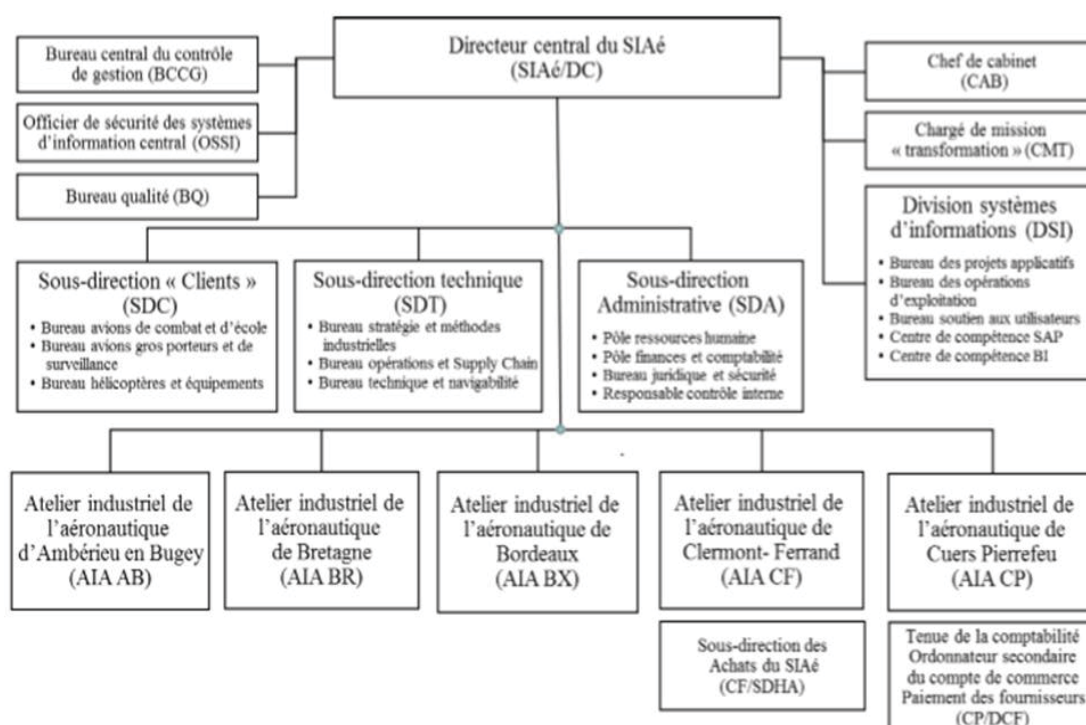 Directeur central du SIAé
(SIAé/DC)
Bureau central du contrôle
de gestion (BCCG)
Officier de sécurité des systèmes
d'information central (OSSI)
Bureau qualité (BQ)
Chef de cabinet
(CAB)
Chargé de mission
« transformation » (CMT)
Division systèmes
d'informations (DSI)
• Bureau des projets applicatifs
• Bureau des opérations
d'exploitation
• Bureau soutien aux utilisateurs
• Centre de compétence SAP
• Centre de compétence BI
Sous-direction « Clients »
(SDC)
• Bureau avions de combat et d'école
• Bureau avions gros porteurs et de
surveillance
• Bureau hélicoptères et équipements
Sous-direction technique
(SDT)
• Bureau stratégie et méthodes
industrielles
• Bureau opérations et Supply Chain
• Bureau technique et navigabilité
Sous-direction
Administrative (SDA)
• Pôle ressources humaine
• Pôle finances et comptabilité
• Bureau juridique et sécurité
• Responsable contrôle interne
Atelier industriel de
l'aéronautique
d'Ambérieu en Bugey
(AIA AB)
Atelier industriel de
l'aéronautique
de Bretagne
(AIA BR)
Atelier industriel de
l'aéronautique de
Bordeaux
(AIA BX)
Atelier industriel de
l'aéronautique de
Clermont- Ferrand
(AIA CF)
Atelier industriel de
l'aéronautique de
Cuers Pierrefeu
(AIA CP)
Sous-direction des
Achats du SIAé
(CF/SDHA)
Tenue de la comptabilité
Ordonnateur secondaire
du compte de commerce
Paiement des fournisseurs
(CP/DCF)